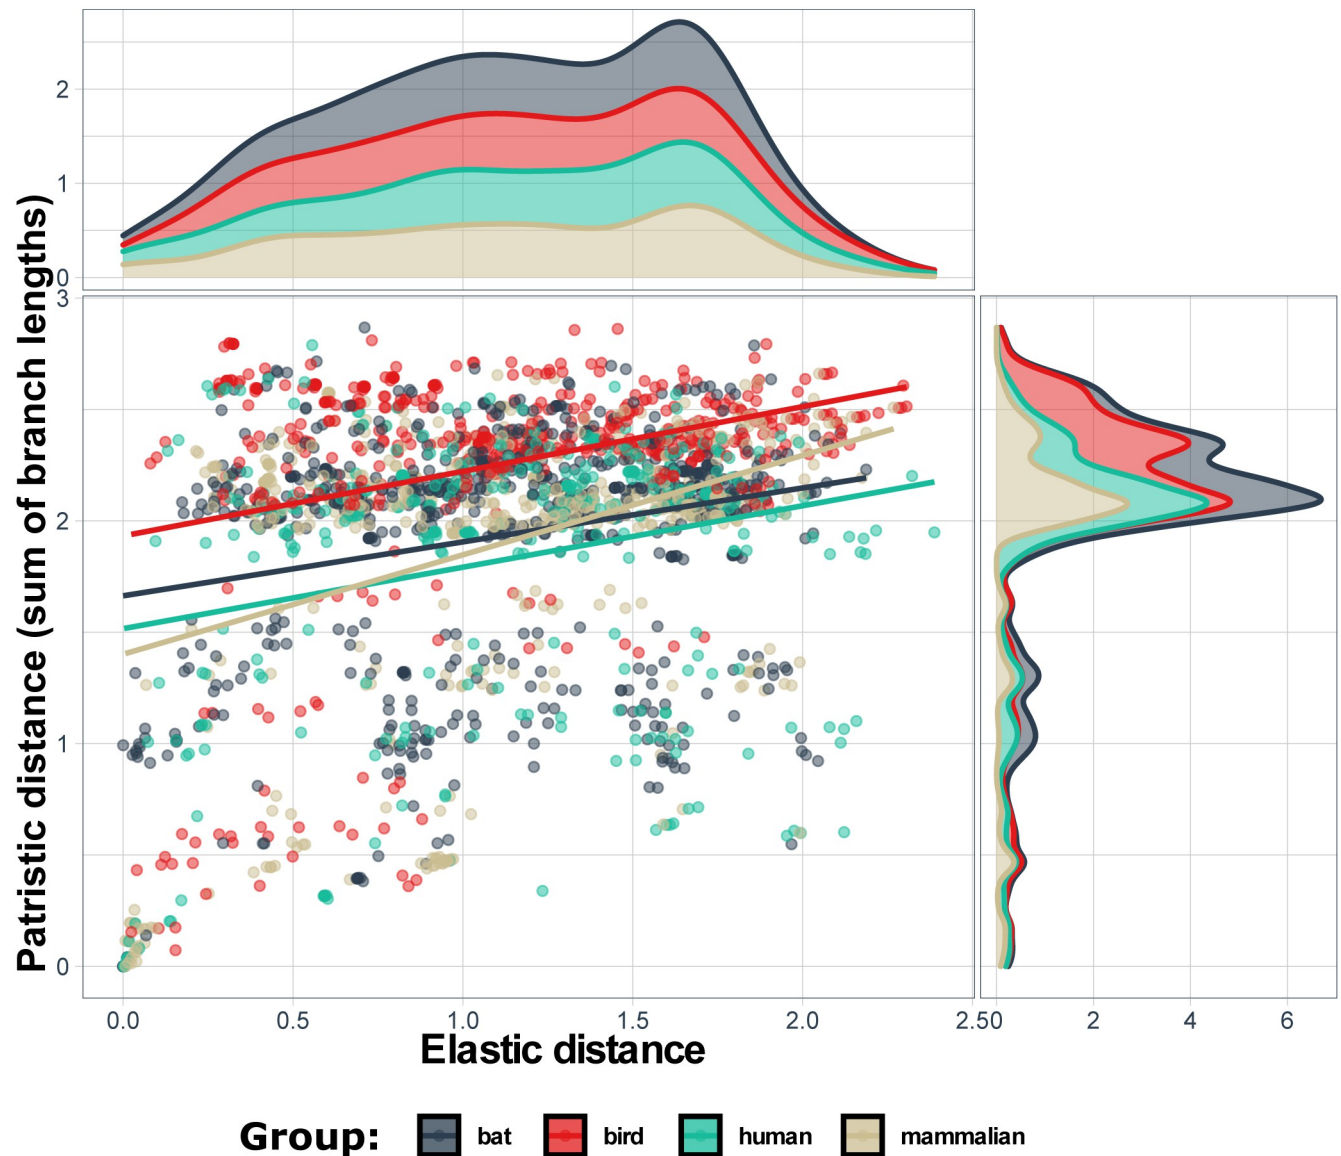 2
1
0
Patristic distance (sum of branch lengths)
3
2
1
0
0.0 0.5 1.0 1.5 2.0 2.5
0 2 4 6
Elastic distance
Group: bat bird human mammalian